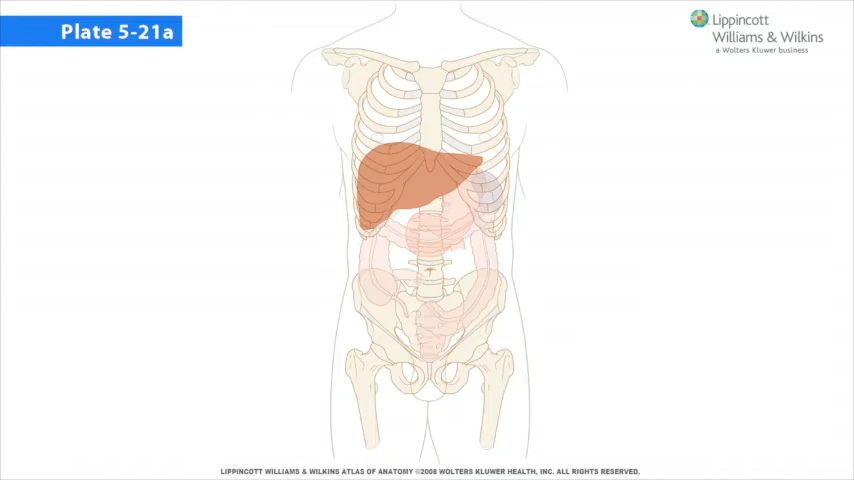 Plate 5-21a
Lippincott
Williams & Wilkins
a Wolters Kluwer business
LIPPINCOTT WILLIAMS & WILKINS ATLAS OF ANATOMY ©2008 WOLTERS KLUWER HEALTH, INC. ALL RIGHTS RESERVED.